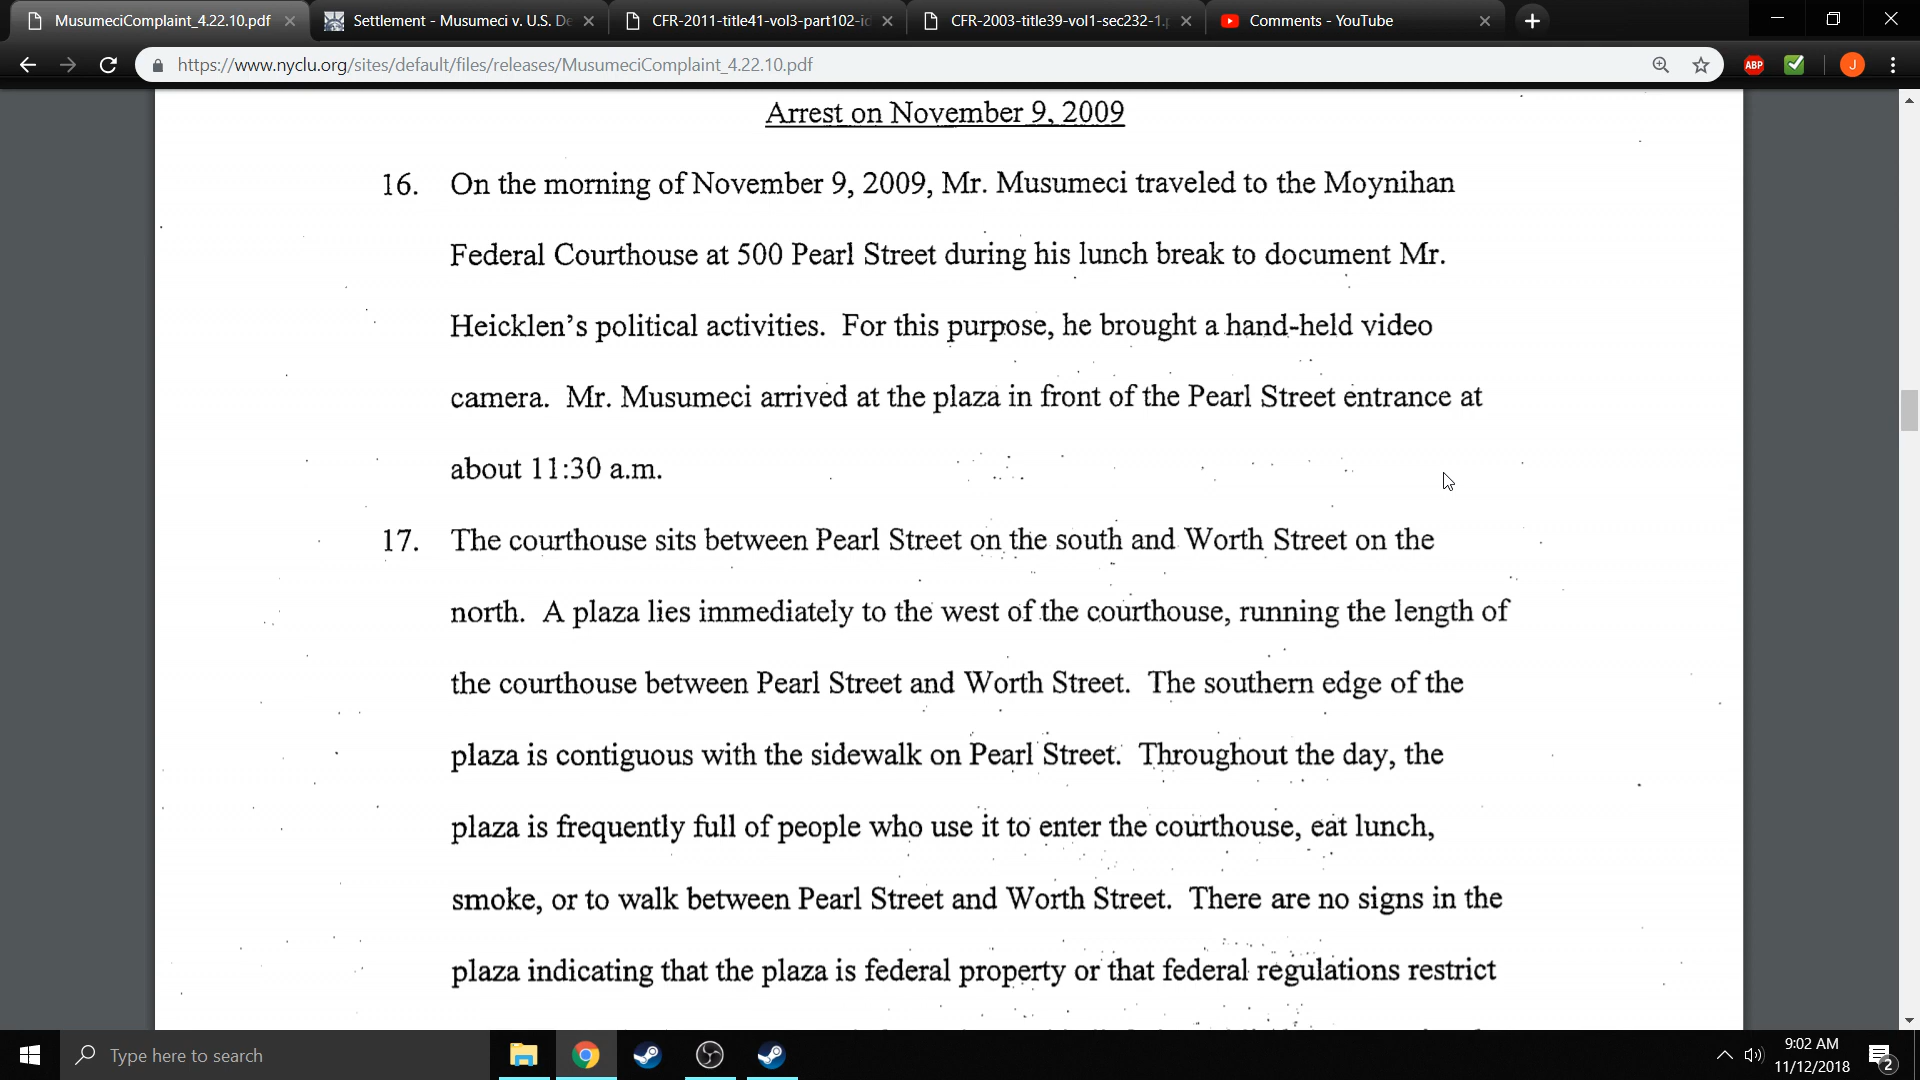 MusumeciComplaint_4.22.10.pdf
Settlement - Musumeci v. U.S. De
CFR-2011-title41-vol3-part102-id
CFR-2003-title39-vol1-sec232-1.p
Comments - YouTube
https://www.nyclu.org/sites/default/files/releases/MusumeciComplaint_4.22.10.pdf
ABP
J
Arrest on November 9, 2009
16. On the morning of November 9, 2009, Mr. Musumeci traveled to the Moynihan
Federal Courthouse at 500 Pearl Street during his lunch break to document Mr.
Heicklen's political activities. For this purpose, he brought a hand-held video
camera. Mr. Musumeci arrived at the plaza in front of the Pearl Street entrance at
about 11:30 a.m.
17. The courthouse sits between Pearl Street on the south and Worth Street on the
north. A plaza lies immediately to the west of the courthouse, running the length of
the courthouse between Pearl Street and Worth Street. The southern edge of the
plaza is contiguous with the sidewalk on Pearl Street. Throughout the day, the
plaza is frequently full of people who use it to enter the courthouse, eat lunch,
smoke, or to walk between Pearl Street and Worth Street. There are no signs in the
plaza indicating that the plaza is federal property or that federal regulations restrict
Type here to search
9:02 AM
11/12/2018
2